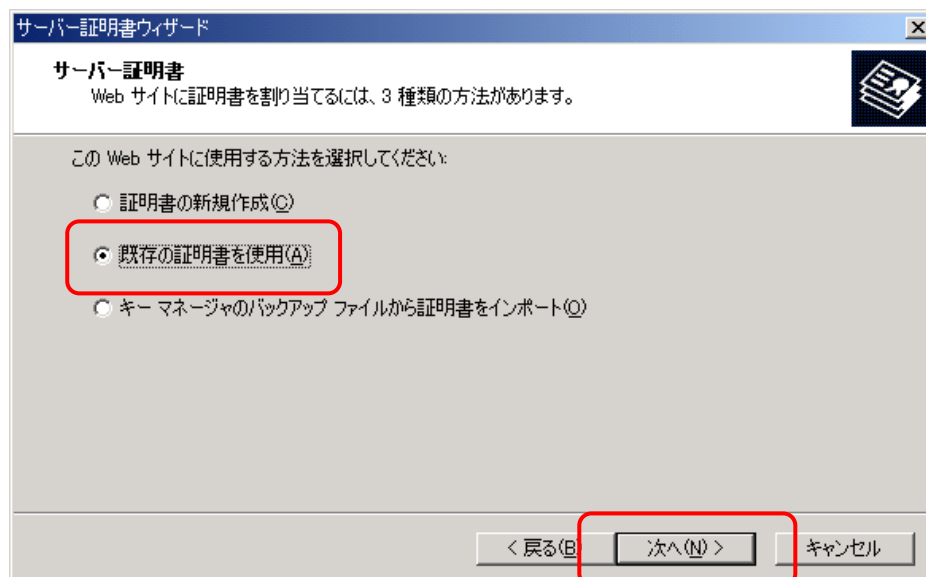 サーバー証明書ウィザード
サーバー証明書
Web サイトに証明書を割り当てるには、3 種類の方法があります。
この Web サイトに使用する方法を選択してください:
証明書の新規作成(C)
既存の証明書を使用(A)
キー マネージャのバックアップ ファイルから証明書をインポート(O)
< 戻る(B
次へ(N) >
キャンセル